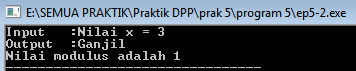 E:\SEMUA PRAKTIK\Praktik DPP\prak 5\program 5\ep5-2.exe
Input   :Nilai x = 3
Output  :Ganjil
Nilai modulus adalah 1
--------------------------------